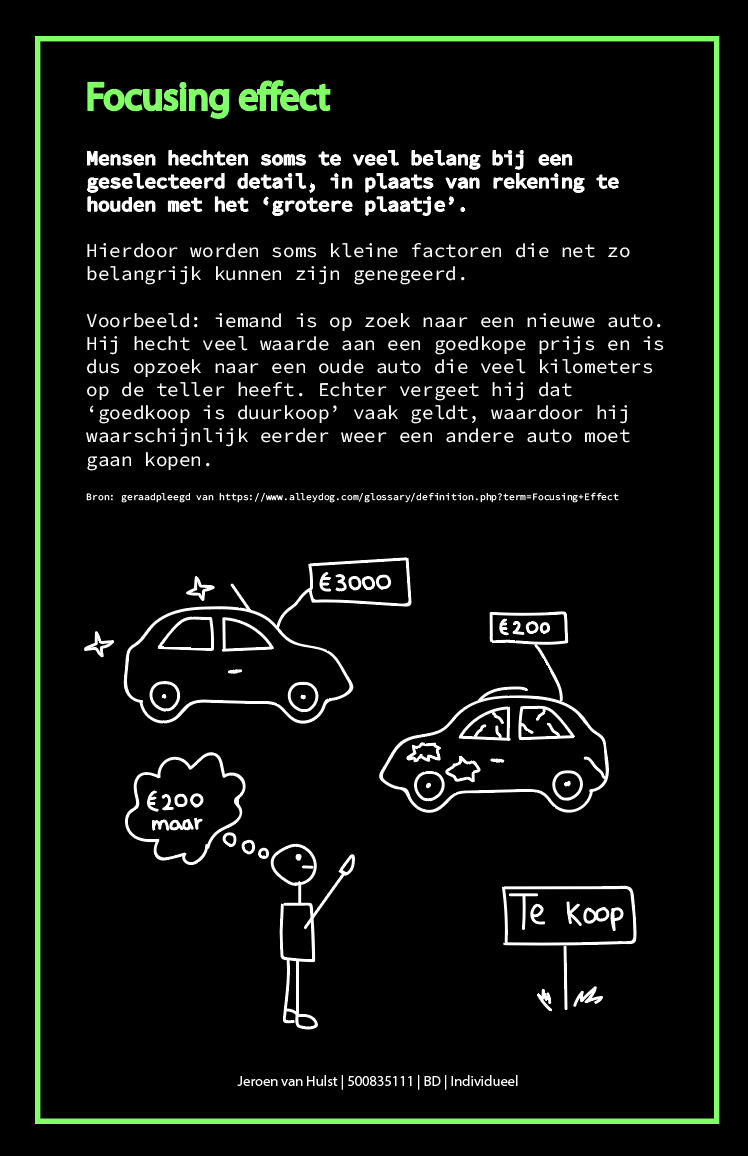 Focusing effect
Mensen hechten soms te veel belang bij een
geselecteerd detail, in plaats van rekening te
houden met het ‘grotere plaatje’.
Hierdoor worden soms kleine factoren die net zo
belangrijk kunnen zijn genegeerd.
Voorbeeld: iemand is op zoek naar een nieuwe auto.
Hij hecht veel waarde aan een goedkope prijs en is
dus opzoek naar een oude auto die veel kilometers
op de teller heeft. Echter vergeet hij dat
‘goedkoop is duurkoop’ vaak geldt, waardoor hij
waarschijnlijk eerder weer een andere auto moet
gaan kopen.
Bron: geraadpleegd van https://www.alleydog.com/glossary/definition.php?term=Focusing+Effect
€3000
€200
€200
maar
Te koop
Jeroen van Hulst | 500835111 | BD | Individueel